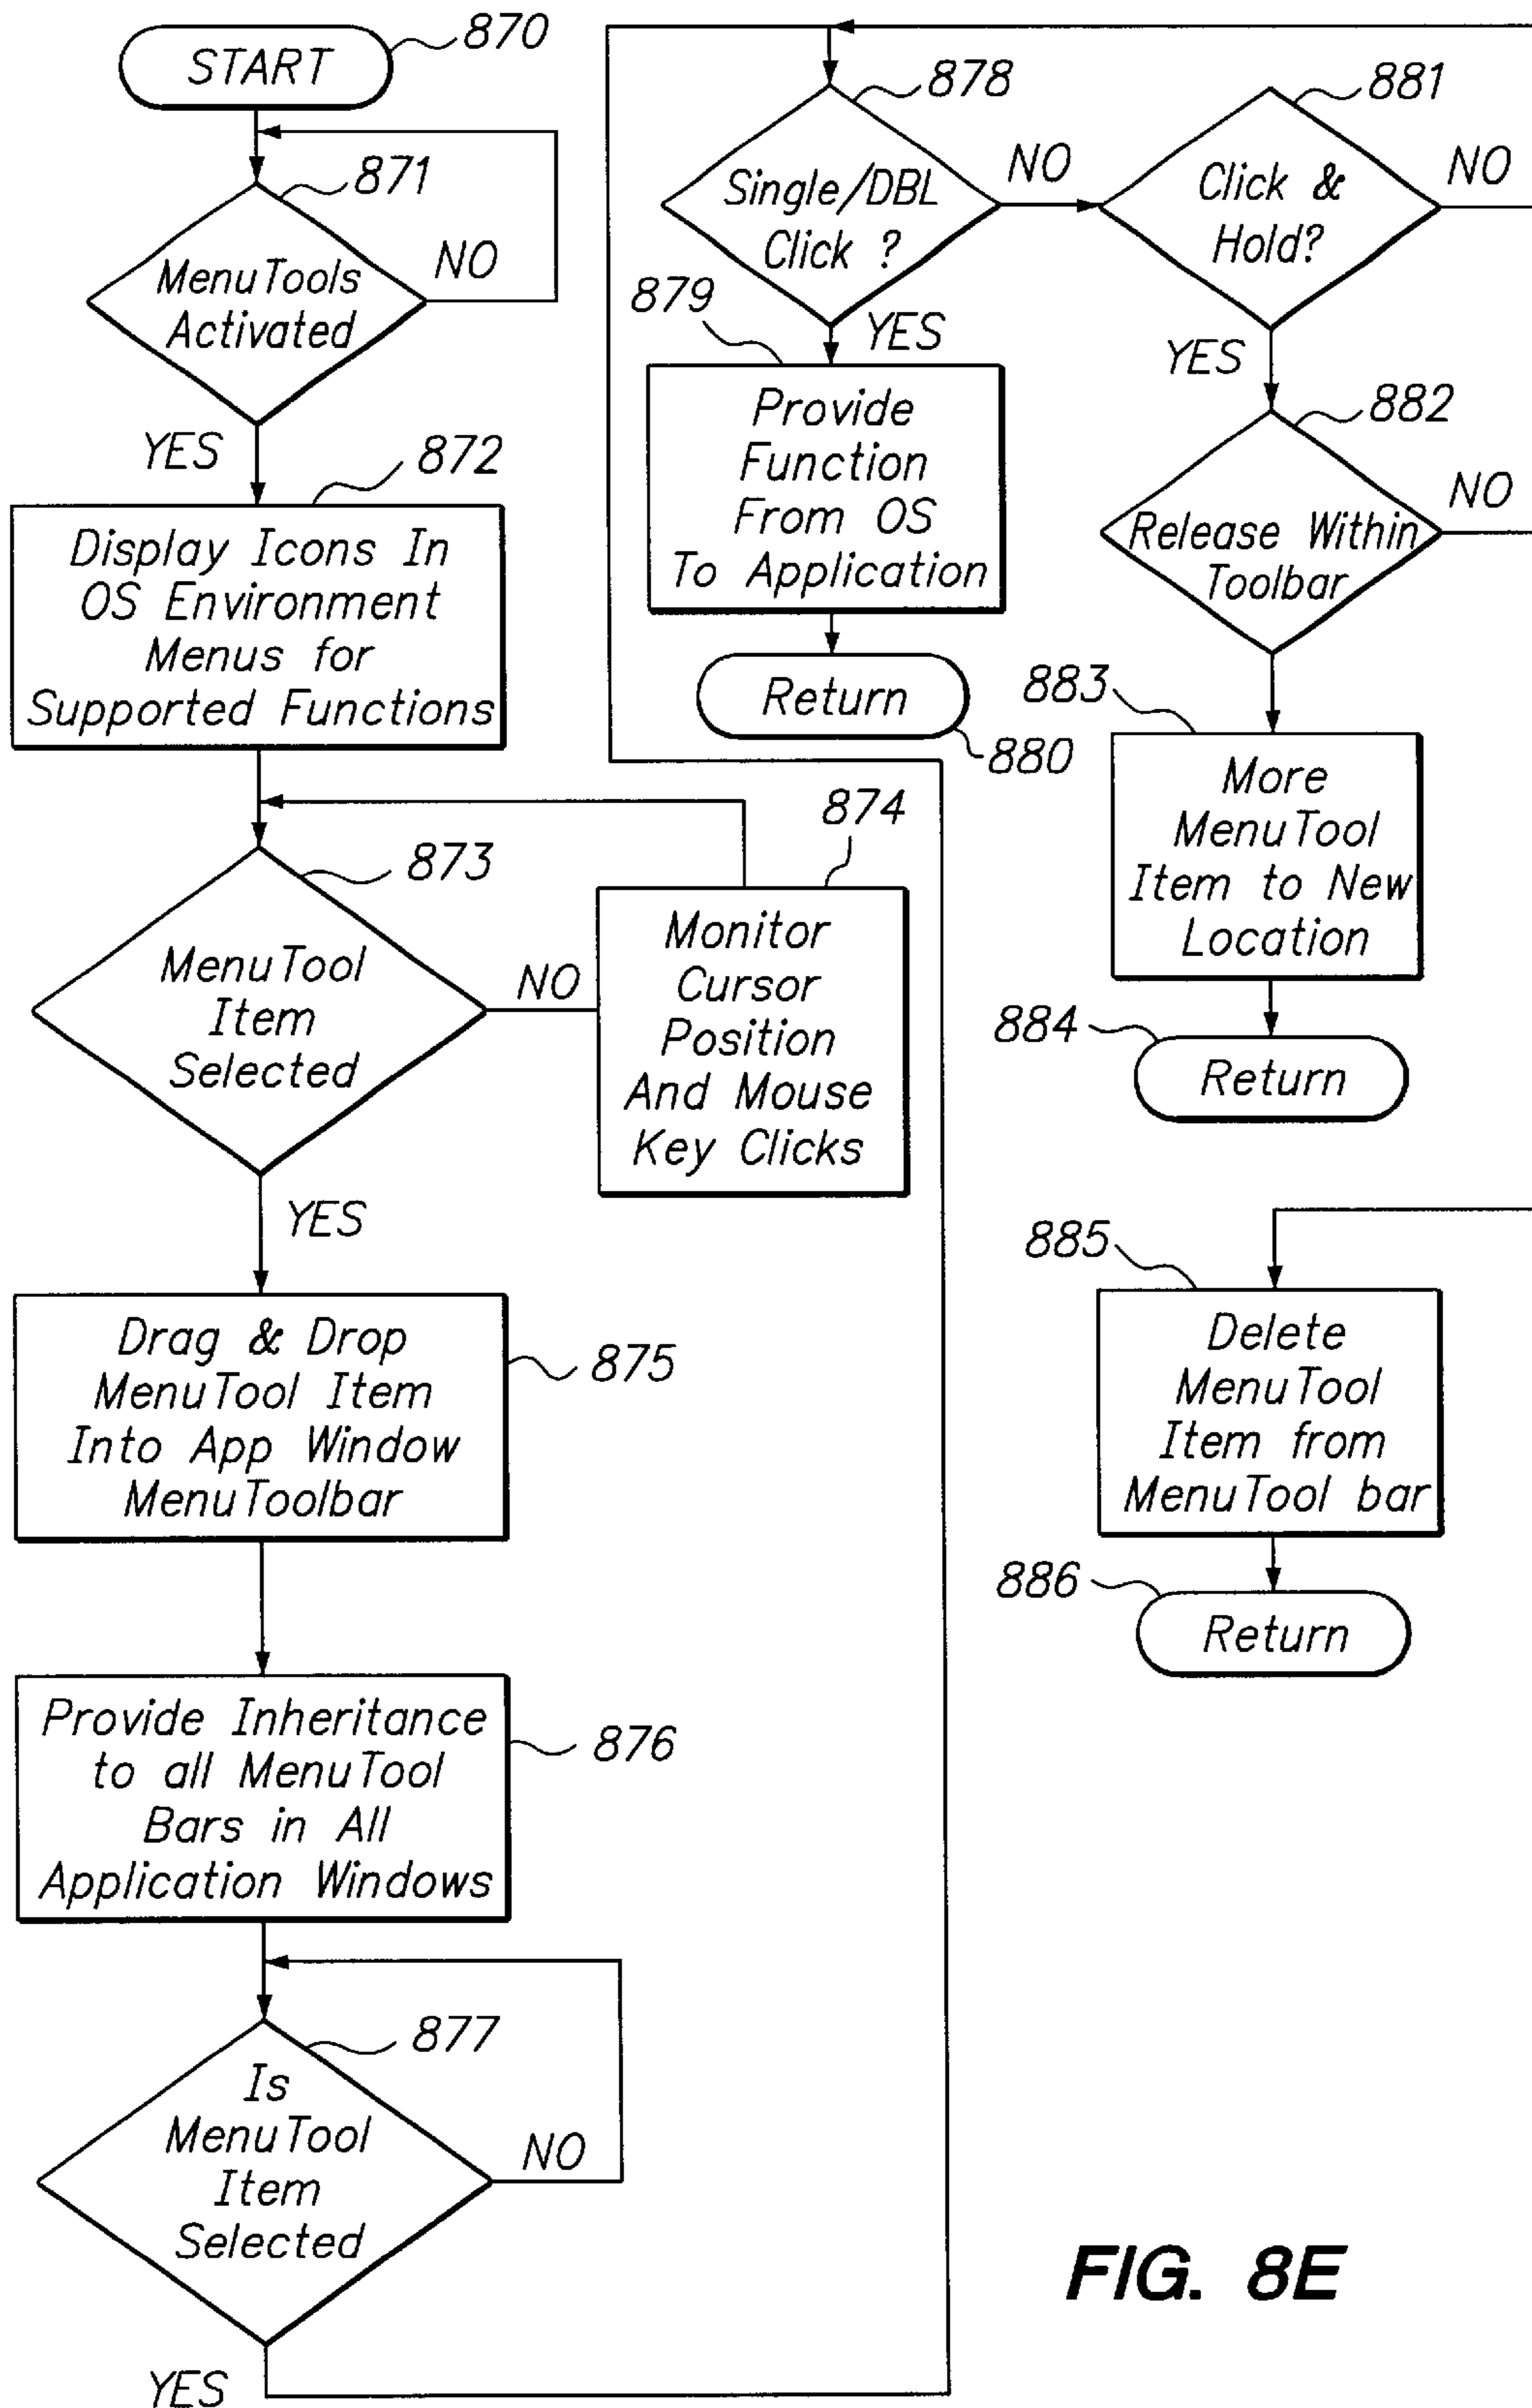 START
870
871
MenuTools
Activated
NO
YES
872
Display Icons In
OS Environment
Menus for
Supported Functions
873
MenuTool
Item
Selected
NO
874
Monitor
Cursor
Position
And Mouse
Key Clicks
YES
Drag & Drop
MenuTool Item
Into App Window
MenuToolbar
875
Provide Inheritance
to all MenuTool
Bars in All
Application Windows
876
877
Is
MenuTool
Item
Selected
NO
YES
878
Single/DBL
Click ?
NO
YES
879
Provide
Function
From OS
To Application
Return
880
881
Click &
Hold?
NO
YES
882
Release Within
Toolbar
NO
883
More
MenuTool
Item to New
Location
884
Return
885
Delete
MenuTool
Item from
MenuTool bar
886
Return
FIG. 8E